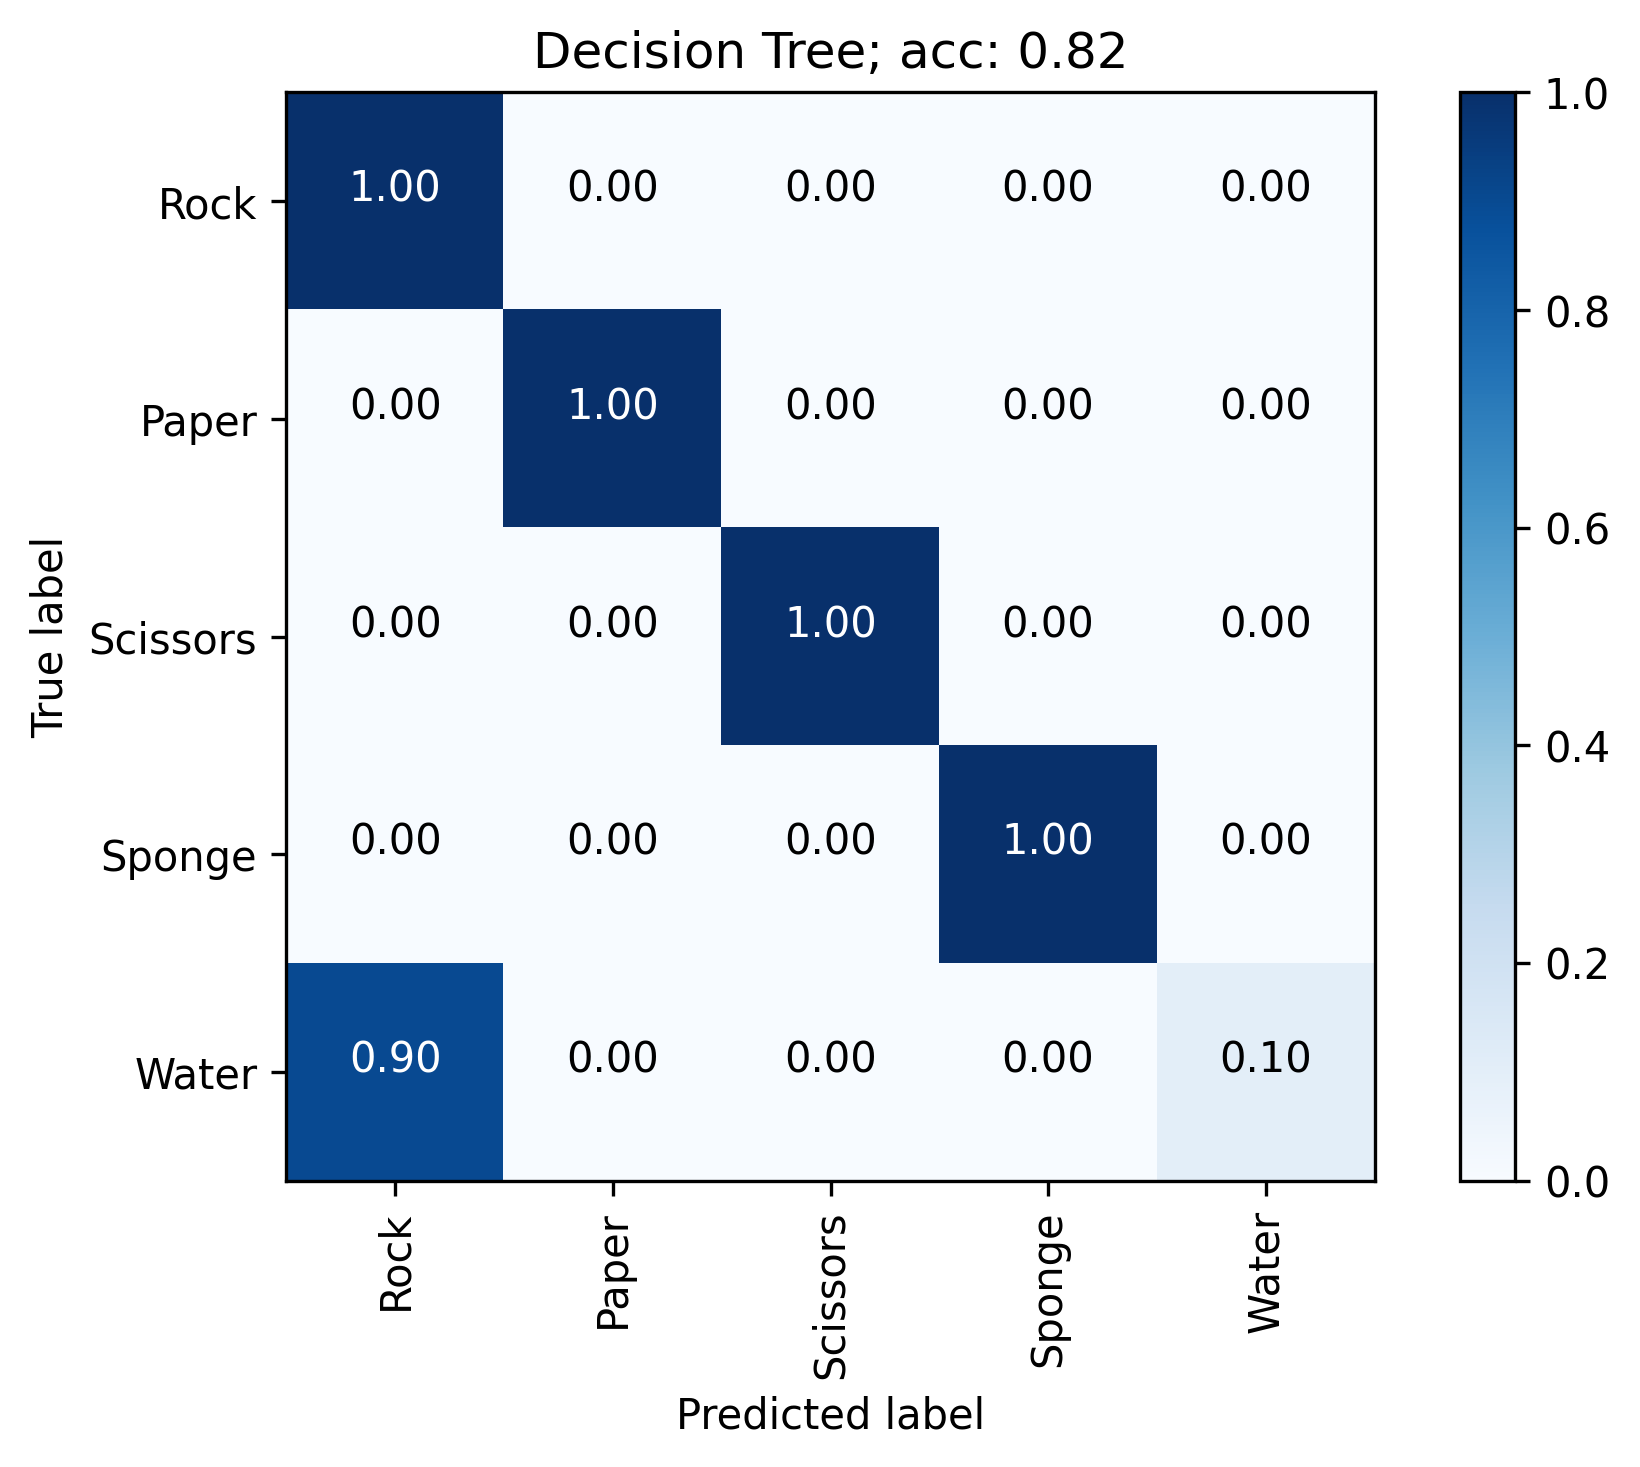 Decision Tree; acc: 0.82
True label
Rock 1.00 0.00 0.00 0.00 0.00
Paper 0.00 1.00 0.00 0.00 0.00
Scissors 0.00 0.00 1.00 0.00 0.00
Sponge 0.00 0.00 0.00 1.00 0.00
Water 0.90 0.00 0.00 0.00 0.10
Rock Paper Scissors Sponge Water
Predicted label
1.0
0.8
0.6
0.4
0.2
0.0